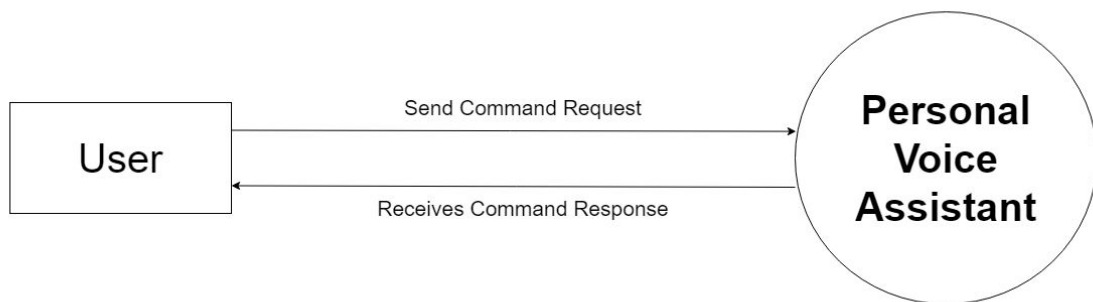 Send Command Request
User
Personal
Voice
Assistant
Receives Command Response